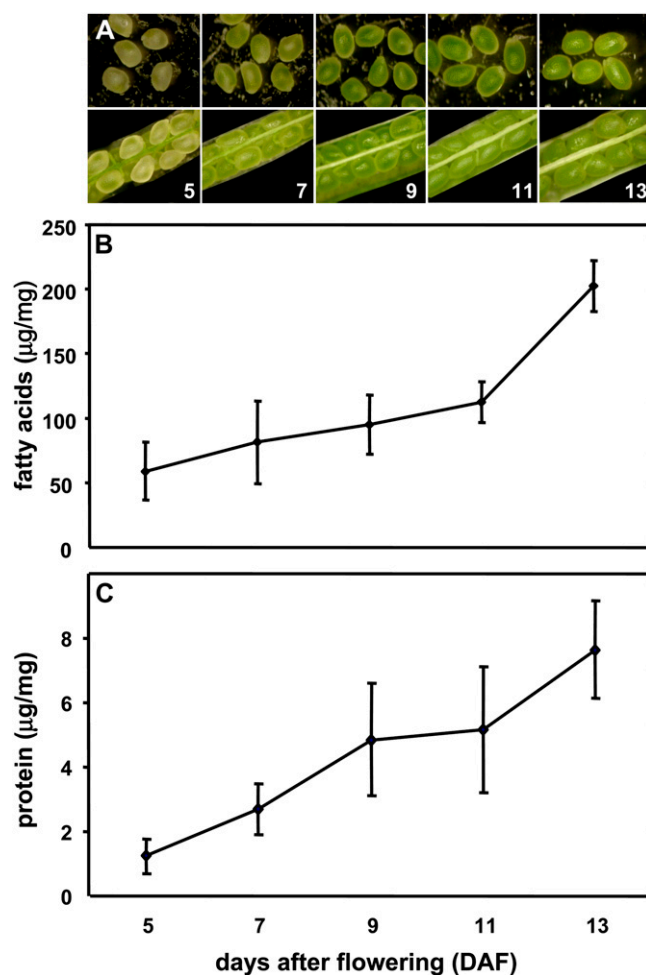 A
5 7 9 11 13
B
fatty acids (µg/mg)
250
200
150
100
50
0
C
protein (µg/mg)
8
6
4
2
0
5 7 9 11 13
days after flowering (DAF)